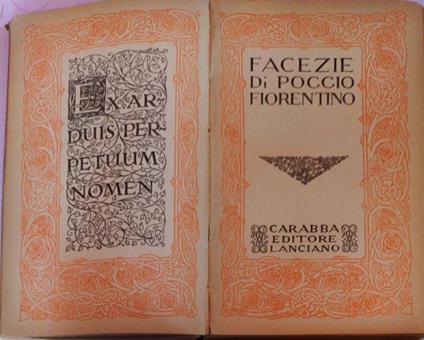 EX AR-
DUIS PER-
PETUUM
NOMEN
FACEZIE
Di POGGIO
FIORENTINO
CARABBA
EDITORE
LANCIANO